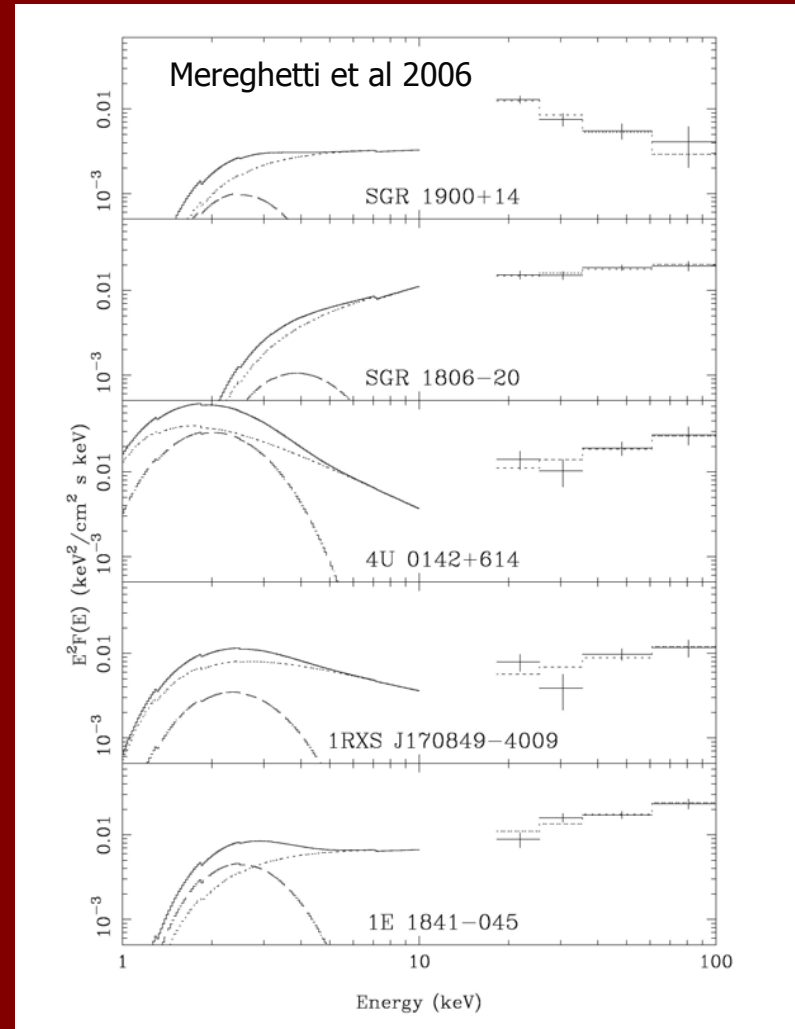 Mereghetti et al 2006
0.01
10−3
SGR 1900+14
0.01
10−3
SGR 1806−20
0.01
10−3
4U 0142+614
0.01
10−3
1RXS J170849−4009
0.01
10−3
1E 1841−045
E2F(E) (keV2/cm2 s keV)
1 10 100
Energy (keV)